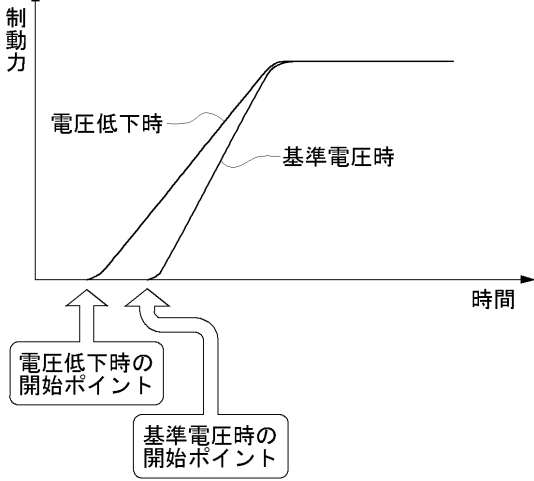 制動力
電圧低下時
基準電圧時
時間
電圧低下時の
開始ポイント
基準電圧時の
開始ポイント